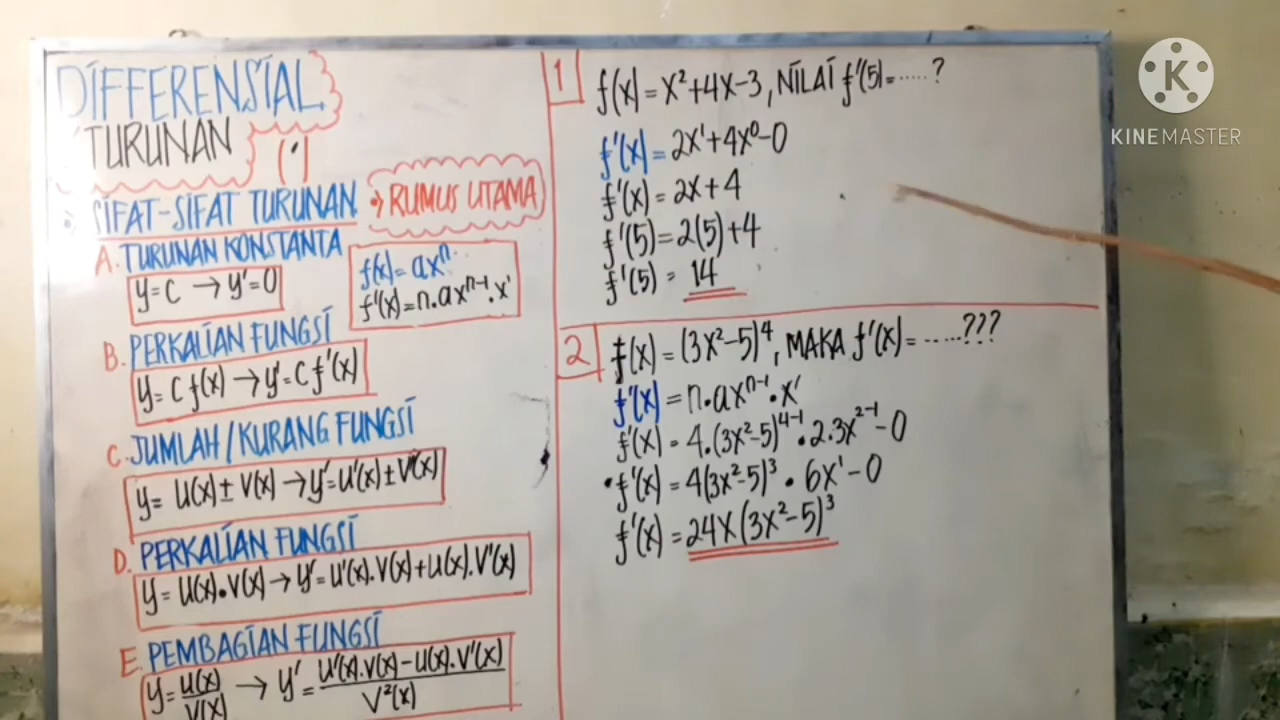 DIFFERENSIAL
TURUNAN
(')
SIFAT-SIFAT TURUNAN
RUMUS UTAMA
f(x) = ax^n
f'(x) = n.ax^n-1.x'
A. TURUNAN KONSTANTA
y = c → y' = 0
B. PERKALIAN FUNGSI
y = c f(x) → y' = c f'(x)
C. JUMLAH/KURANG FUNGSI
y = u(x) ± v(x) → y' = u'(x) ± v'(x)
D. PERKALIAN FUNGSI
y = u(x) • v(x) → y' = u'(x).v(x) + u(x).v'(x)
E. PEMBAGIAN FUNGSI
y = u(x)/v(x) → y' = u'(x).v(x) - u(x).v'(x)/v²(x)
1
f(x) = x² + 4x - 3, NILAI f'(5) = ..... ?
f'(x) = 2x¹ + 4x⁰ - 0
f'(x) = 2x + 4
f'(5) = 2(5) + 4
f'(5) = 14
2
f(x) = (3x² - 5)⁴, MAKA f'(x) = .....???
f'(x) = n • ax^n-1 • x'
f'(x) = 4.(3x² - 5)^4-1 • 2.3x^2-1 - 0
• f'(x) = 4(3x² - 5)³ • 6x¹ - 0
f'(x) = 24x(3x² - 5)³
KINEMASTER